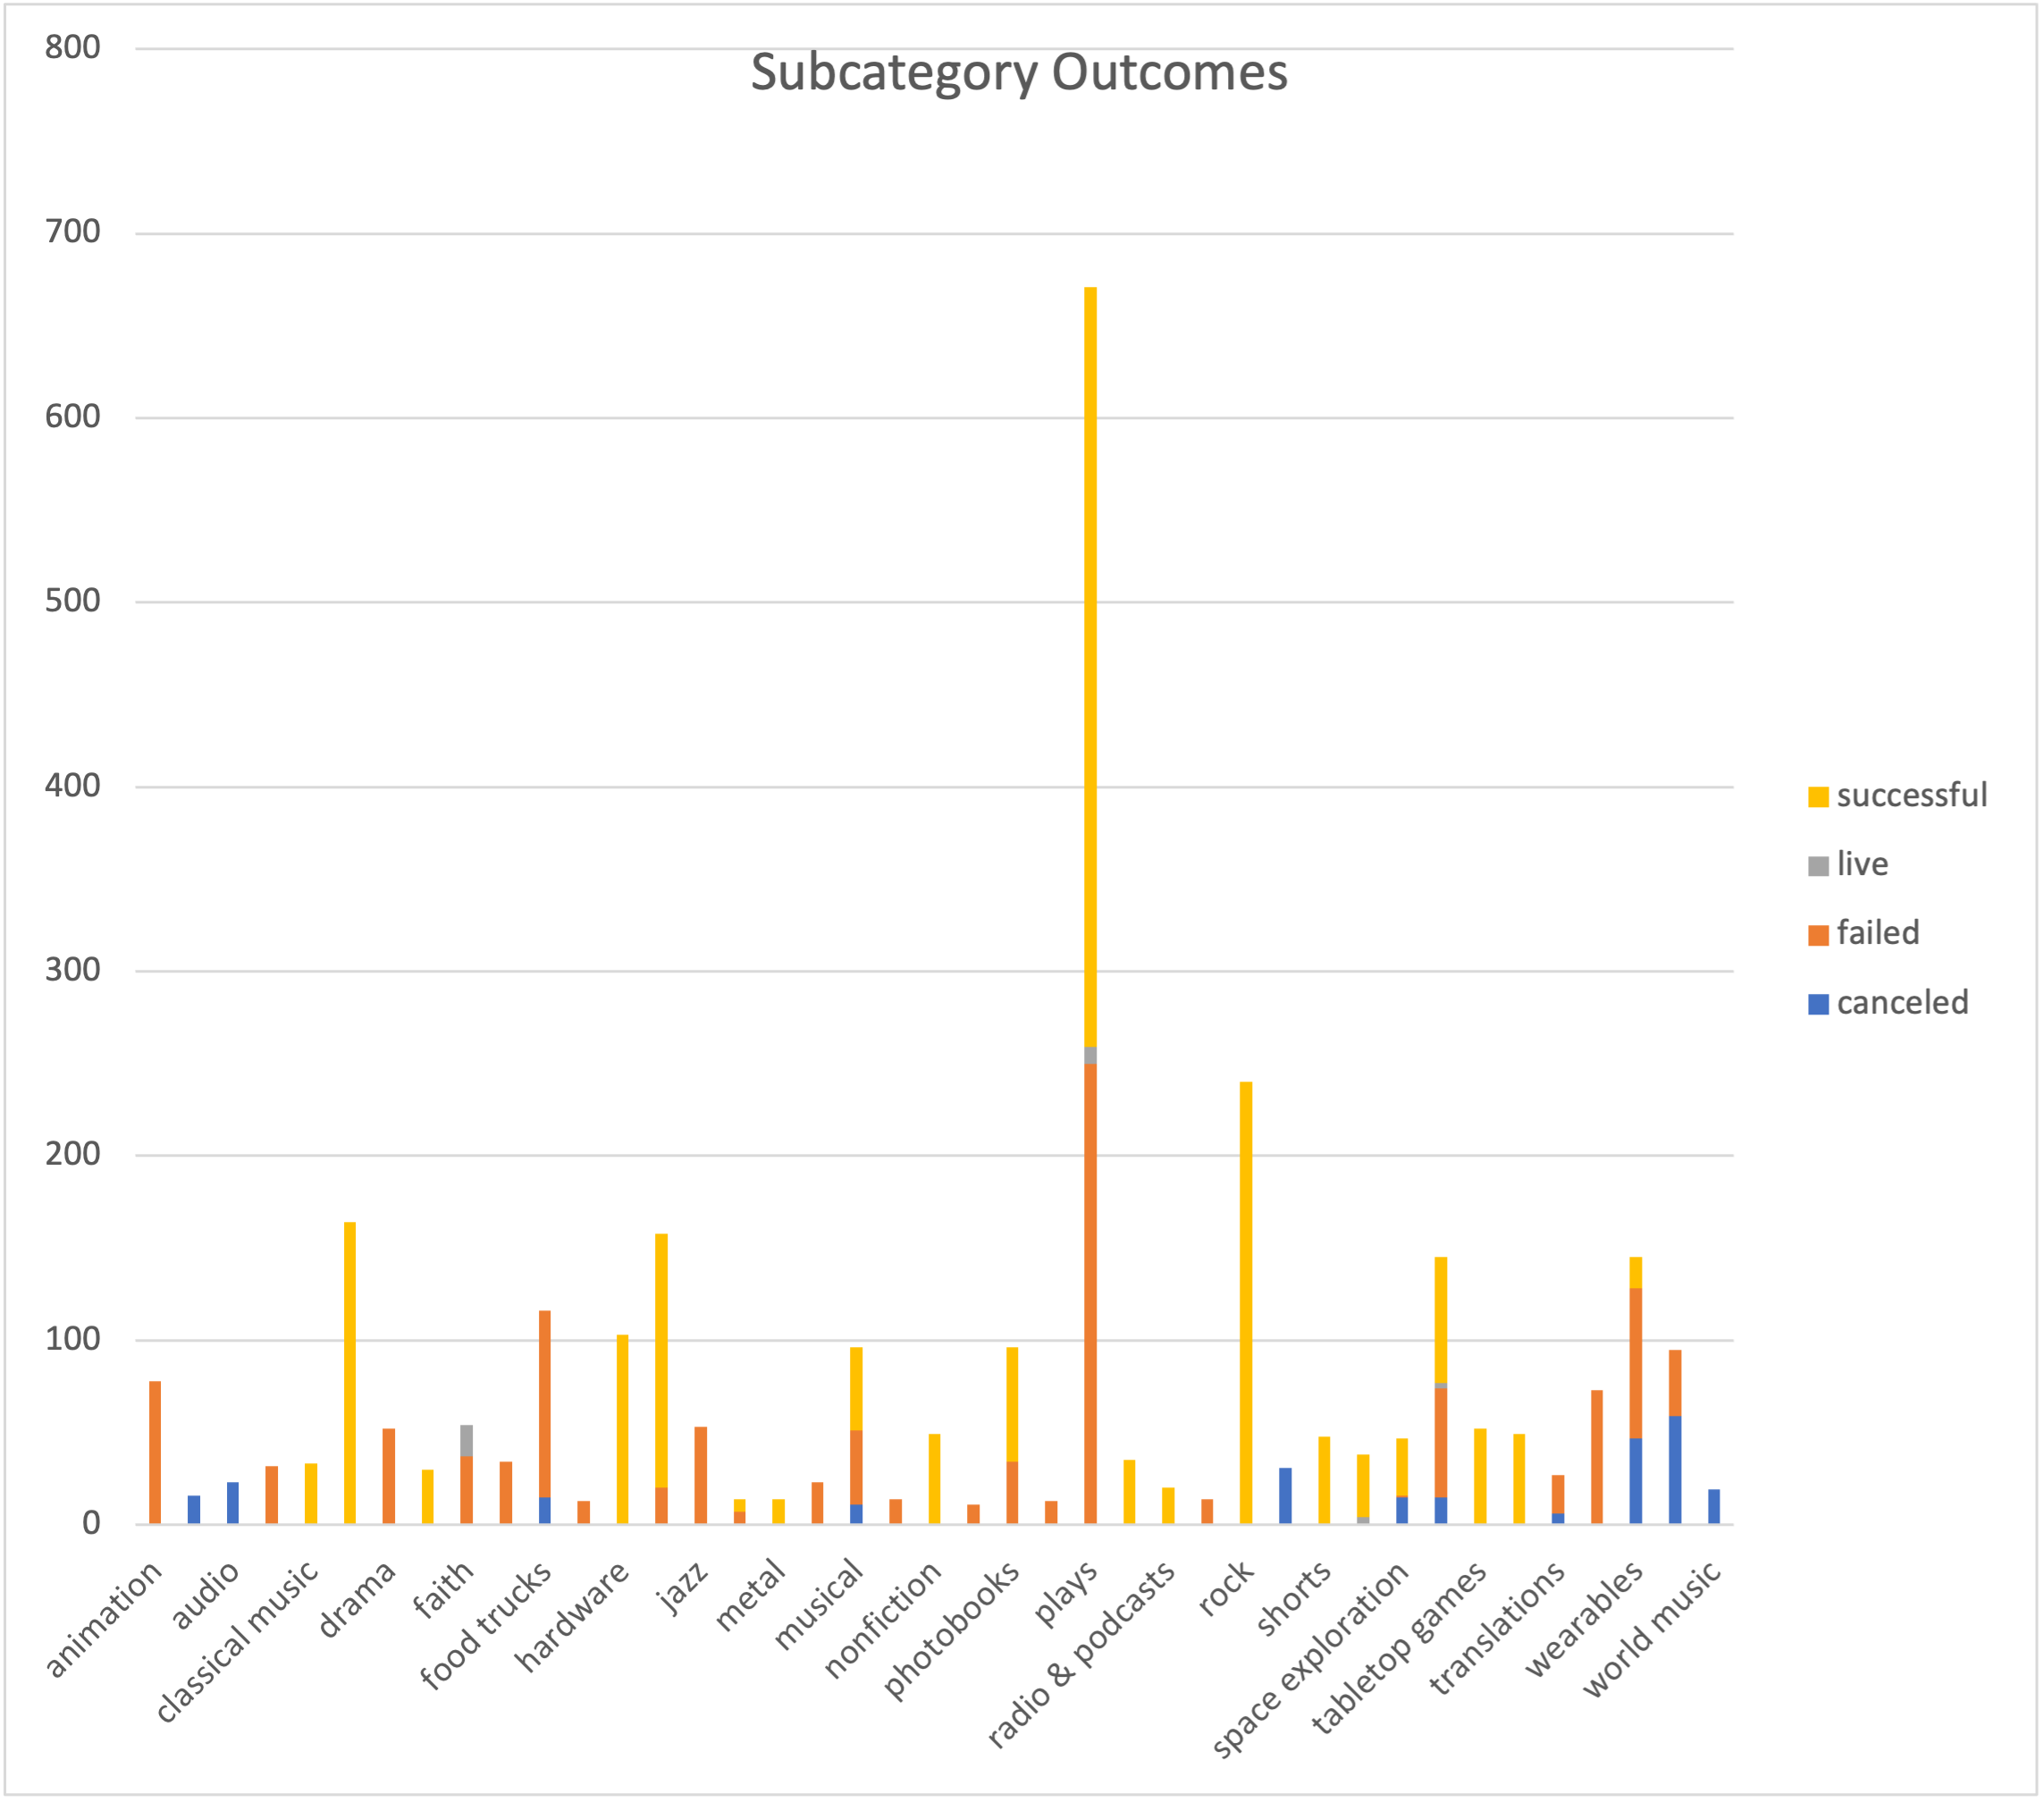 Subcategory Outcomes
800
700
600
500
400
300
200
100
0
successful
live
failed
canceled
animation
audio
classical music
drama
faith
food trucks
hardware
jazz
metal
musical
nonfiction
photobooks
plays
radio & podcasts
rock
shorts
space exploration
tabletop games
translations
wearables
world music